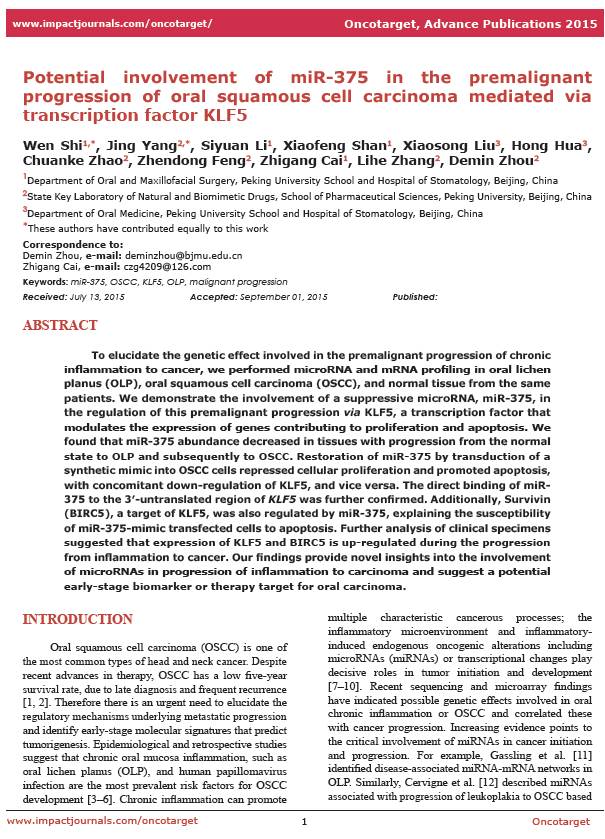 www.impactjournals.com/oncotarget/
Oncotarget, Advance Publications 2015
Potential involvement of miR-375 in the premalignant
progression of oral squamous cell carcinoma mediated via
transcription factor KLF5
Wen Shi1,*, Jing Yang2,*, Siyuan Li1, Xiaofeng Shan1, Xiaosong Liu3, Hong Hua3,
Chuanke Zhao2, Zhendong Feng2, Zhigang Cai1, Lihe Zhang2, Demin Zhou2
1Department of Oral and Maxillofacial Surgery, Peking University School and Hospital of Stomatology, Beijing, China
2State Key Laboratory of Natural and Biomimetic Drugs, School of Pharmaceutical Sciences, Peking University, Beijing, China
3Department of Oral Medicine, Peking University School and Hospital of Stomatology, Beijing, China
*These authors have contributed equally to this work
Correspondence to:
Demin Zhou, e-mail: deminzhou@bjmu.edu.cn
Zhigang Cai, e-mail: czg4209@126.com
Keywords: miR-375, OSCC, KLF5, OLP, malignant progression
Received: July 13, 2015 Accepted: September 01, 2015 Published:
ABSTRACT
To elucidate the genetic effect involved in the premalignant progression of chronic
inflammation to cancer, we performed microRNA and mRNA profiling in oral lichen
planus (OLP), oral squamous cell carcinoma (OSCC), and normal tissue from the same
patients. We demonstrate the involvement of a suppressive microRNA, miR-375, in
the regulation of this premalignant progression via KLF5, a transcription factor that
modulates the expression of genes contributing to proliferation and apoptosis. We
found that miR-375 abundance decreased in tissues with progression from the normal
state to OLP and subsequently to OSCC. Restoration of miR-375 by transduction of a
synthetic mimic into OSCC cells repressed cellular proliferation and promoted apoptosis,
with concomitant down-regulation of KLF5, and vice versa. The direct binding of miR-
375 to the 3′-untranslated region of KLF5 was further confirmed. Additionally, Survivin
(BIRC5), a target of KLF5, was also regulated by miR-375, explaining the susceptibility
of miR-375-mimic transfected cells to apoptosis. Further analysis of clinical specimens
suggested that expression of KLF5 and BIRC5 is up-regulated during the progression
from inflammation to cancer. Our findings provide novel insights into the involvement
of microRNAs in progression of inflammation to carcinoma and suggest a potential
early-stage biomarker or therapy target for oral carcinoma.
INTRODUCTION
Oral squamous cell carcinoma (OSCC) is one of
the most common types of head and neck cancer. Despite
recent advances in therapy, OSCC has a low five-year
survival rate, due to late diagnosis and frequent recurrence
[1, 2]. Therefore there is an urgent need to elucidate the
regulatory mechanisms underlying metastatic progression
and identify early-stage molecular signatures that predict
tumorigenesis. Epidemiological and retrospective studies
suggest that chronic oral mucosa inflammation, such as
oral lichen planus (OLP), and human papillomavirus
infection are the most prevalent risk factors for OSCC
development [3–6]. Chronic inflammation can promote
multiple characteristic cancerous processes; the
inflammatory microenvironment and inflammatory-
induced endogenous oncogenic alterations including
microRNAs (miRNAs) or transcriptional changes play
decisive roles in tumor initiation and development
[7–10]. Recent sequencing and microarray findings
have indicated possible genetic effects involved in oral
chronic inflammation or OSCC and correlated these
with cancer progression. Increasing evidence points to
the critical involvement of miRNAs in cancer initiation
and progression. For example, Gassling et al. [11]
identified disease-associated miRNA-mRNA networks in
OLP. Similarly, Cervigne et al. [12] described miRNAs
associated with progression of leukoplakia to OSCC based
www.impactjournals.com/oncotarget
1
Oncotarget